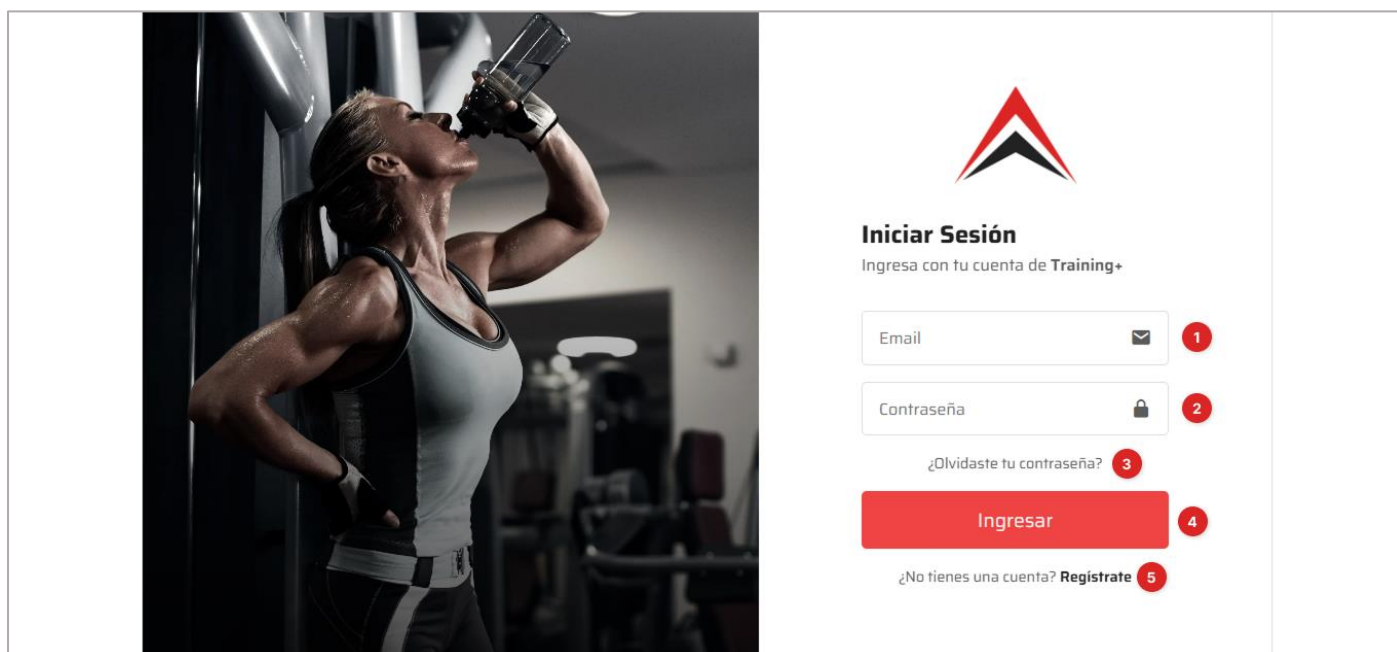 Iniciar Sesión
Ingresa con tu cuenta de Training+
Email
1
Contraseña
2
¿Olvidaste tu contraseña?
3
Ingresar
4
¿No tienes una cuenta? Regístrate
5